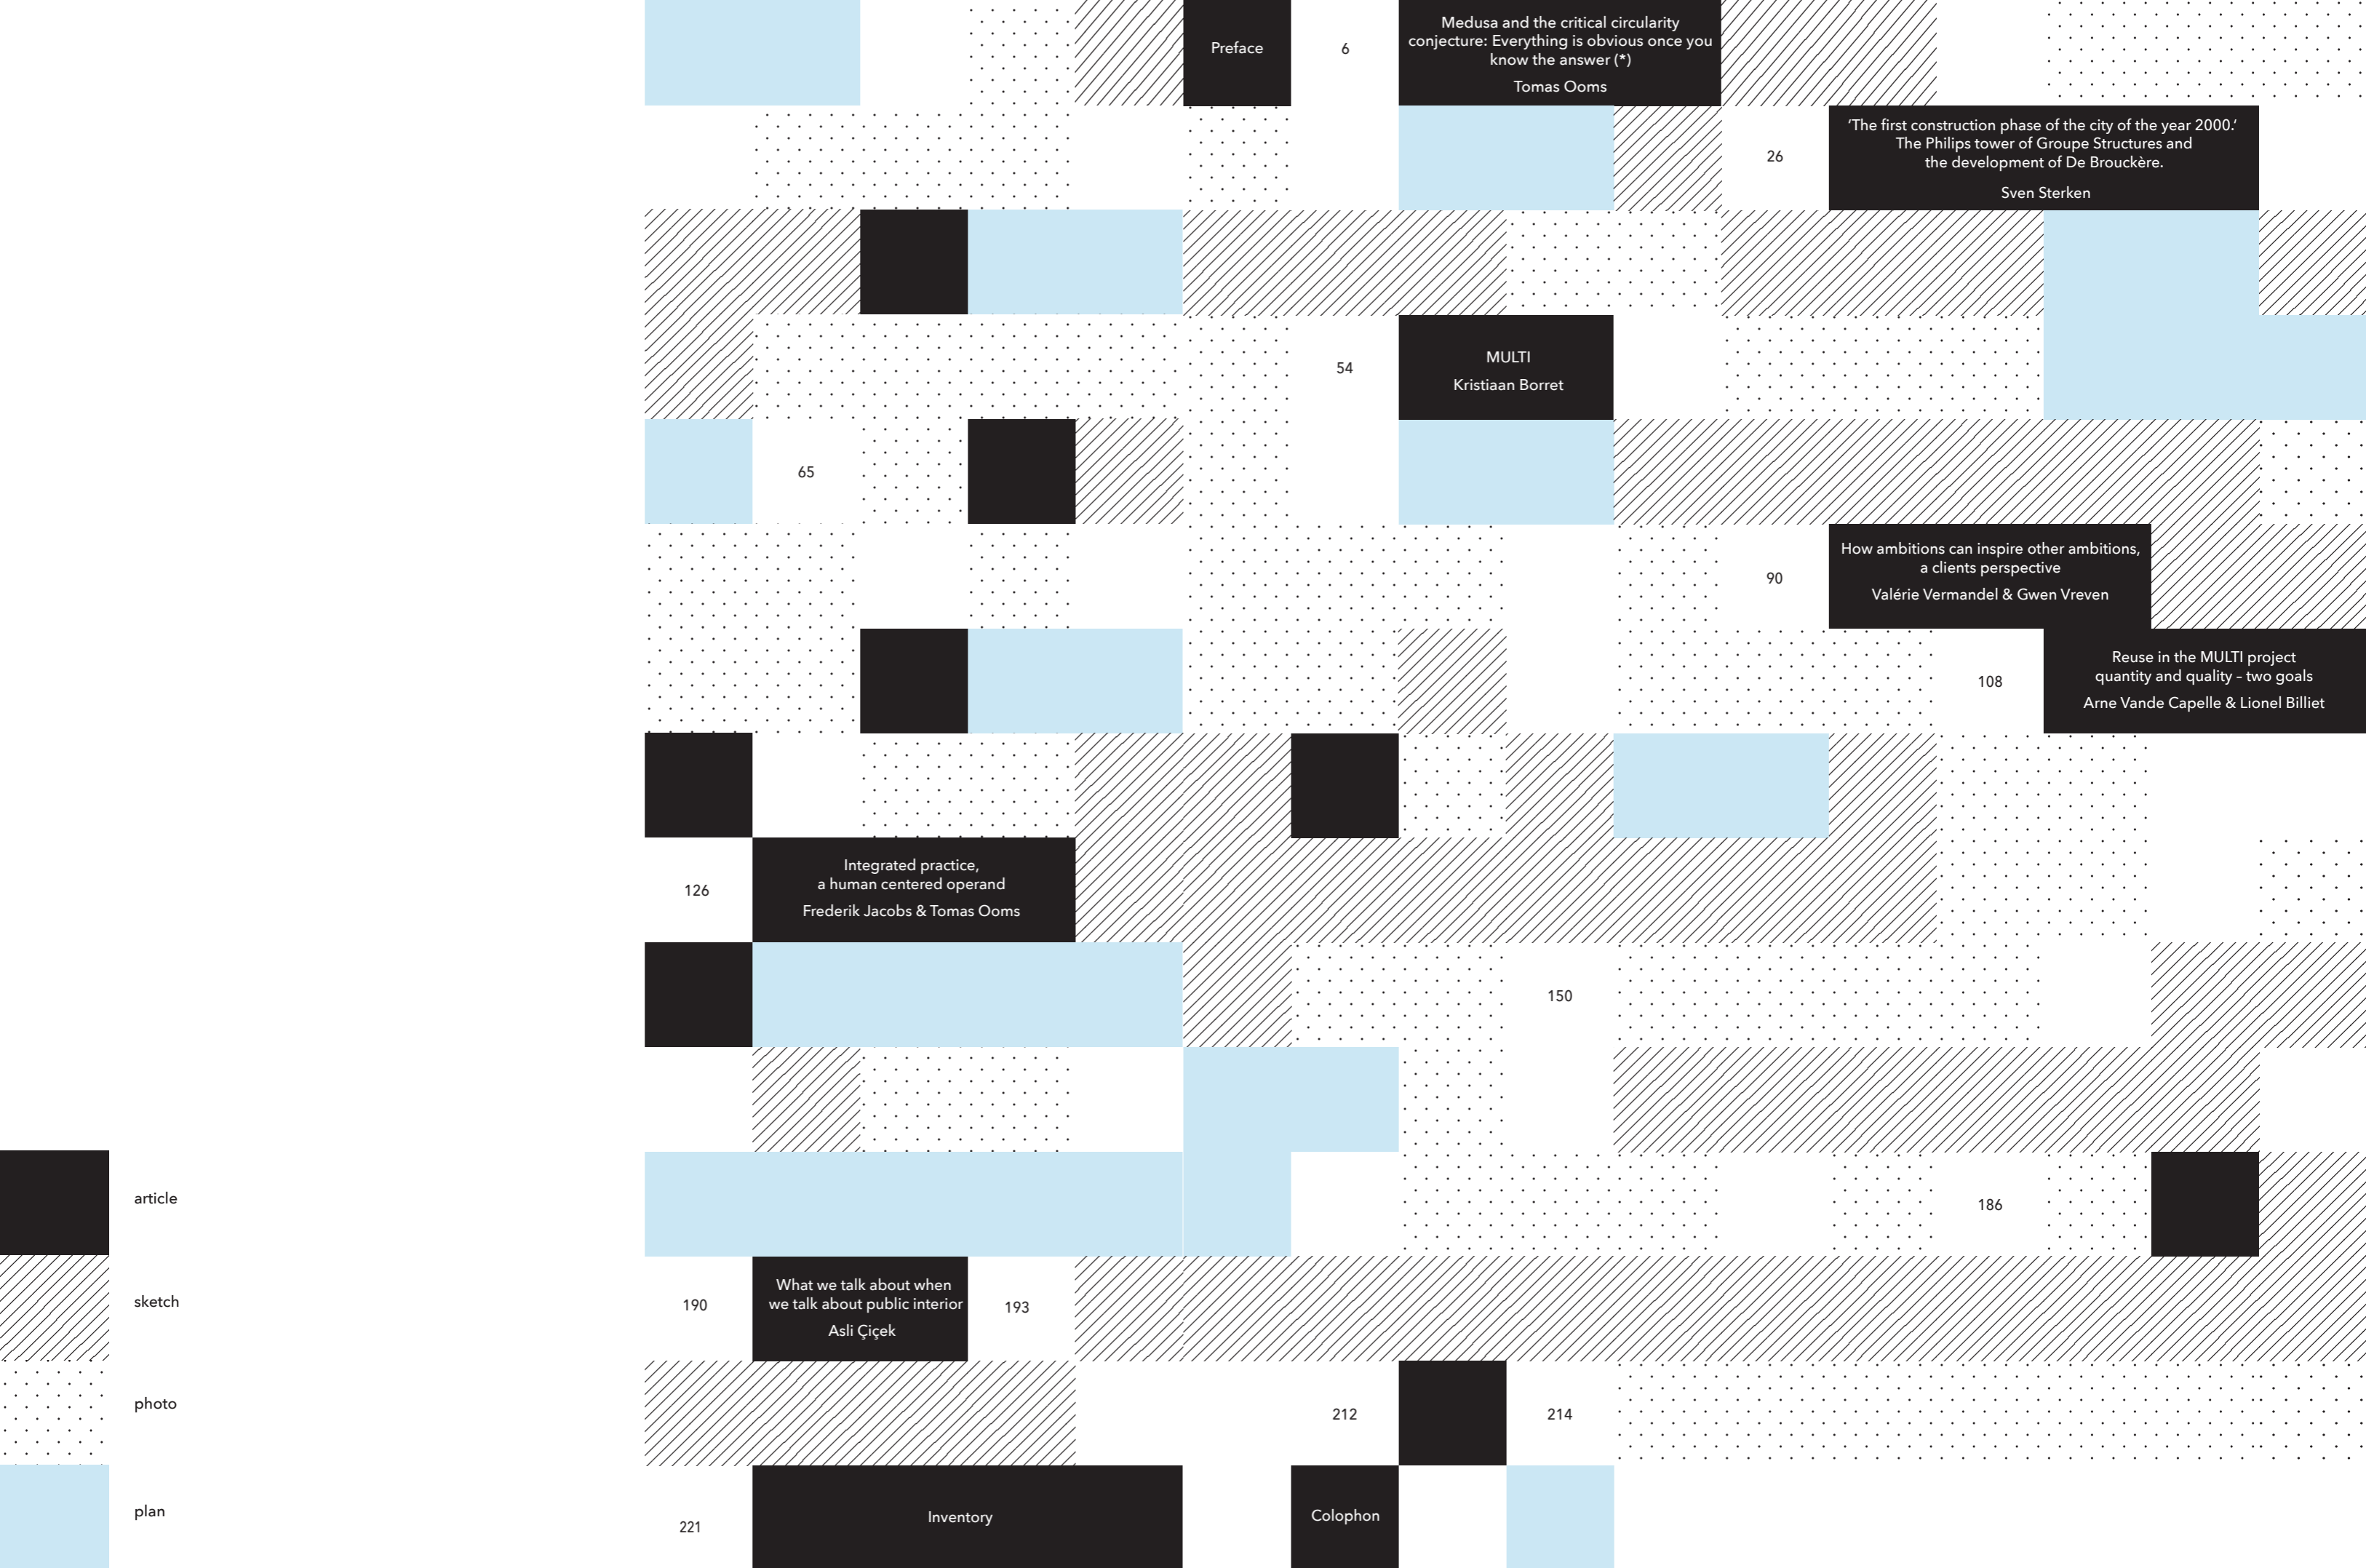 Preface
6
Medusa and the critical circularity
conjecture: Everything is obvious once you
know the answer (*)
Tomas Ooms
26
‘The first construction phase of the city of the year 2000.’
The Philips tower of Groupe Structures and
the development of De Brouckère.
Sven Sterken
54
MULTI
Kristiaan Borret
65
90
How ambitions can inspire other ambitions,
a clients perspective
Valérie Vermandel & Gwen Vreven
108
Reuse in the MULTI project
quantity and quality – two goals
Arne Vande Capelle & Lionel Billiet
126
Integrated practice,
a human centered operand
Frederik Jacobs & Tomas Ooms
150
article
186
sketch
190
What we talk about when
we talk about public interior
Asli Çiçek
193
photo
212
214
plan
221
Inventory
Colophon